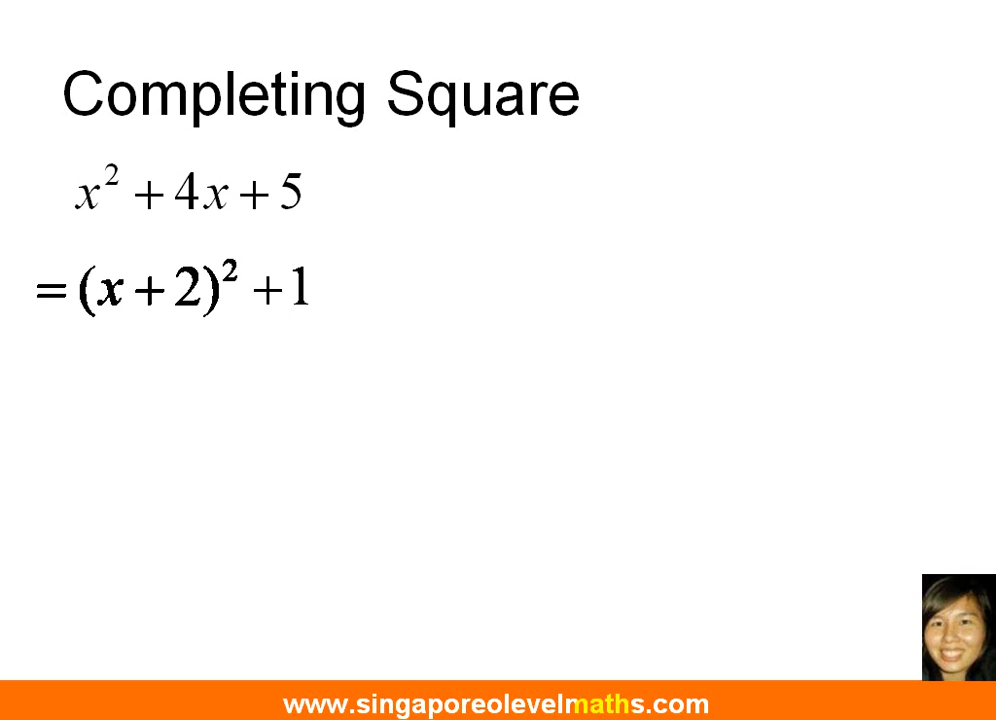 Completing Square
x² + 4x + 5
= (x + 2)² + 1
www.singaporeolevelmaths.com